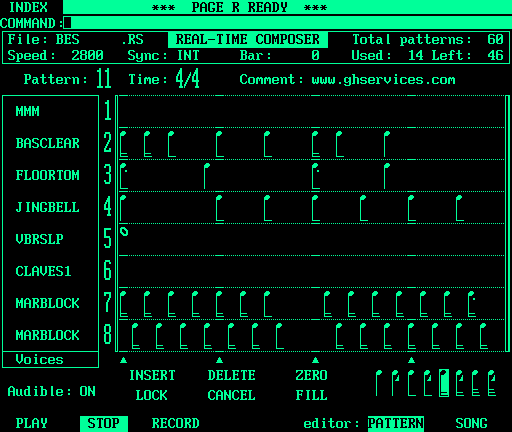 INDEX *** PAGE R READY ***
COMMAND:
File: BES .RS REAL-TIME COMPOSER Total patterns: 60
Speed: 2800 Sync: INT Bar: 0 Used: 14 Left: 46
Pattern: 11 Time: 4/4 Comment: www.ghservices.com
MMM 1
BASCLEAR 2
FLOORTOM 3
JINGBELL 4
VBRSLP 5
CLAVES1 6
MARBLOCK 7
MARBLOCK 8
Voices
INSERT DELETE ZERO
Audible: ON LOCK CANCEL FILL
PLAY STOP RECORD editor: PATTERN SONG